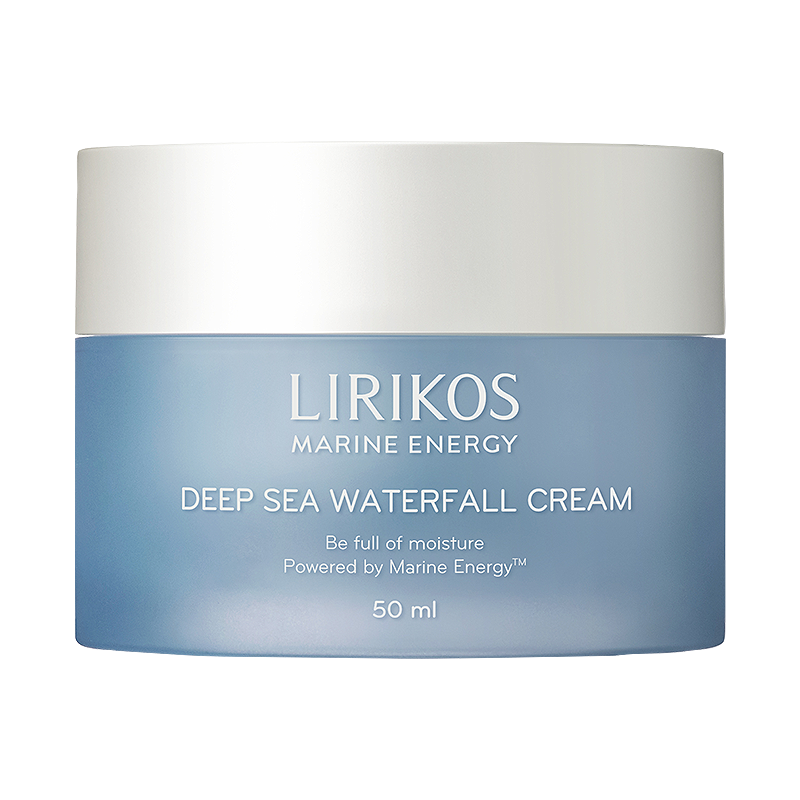 LIRIKOS
MARINE ENERGY
DEEP SEA WATERFALL CREAM
Be full of moisture
Powered by Marine Energy™
50 ml